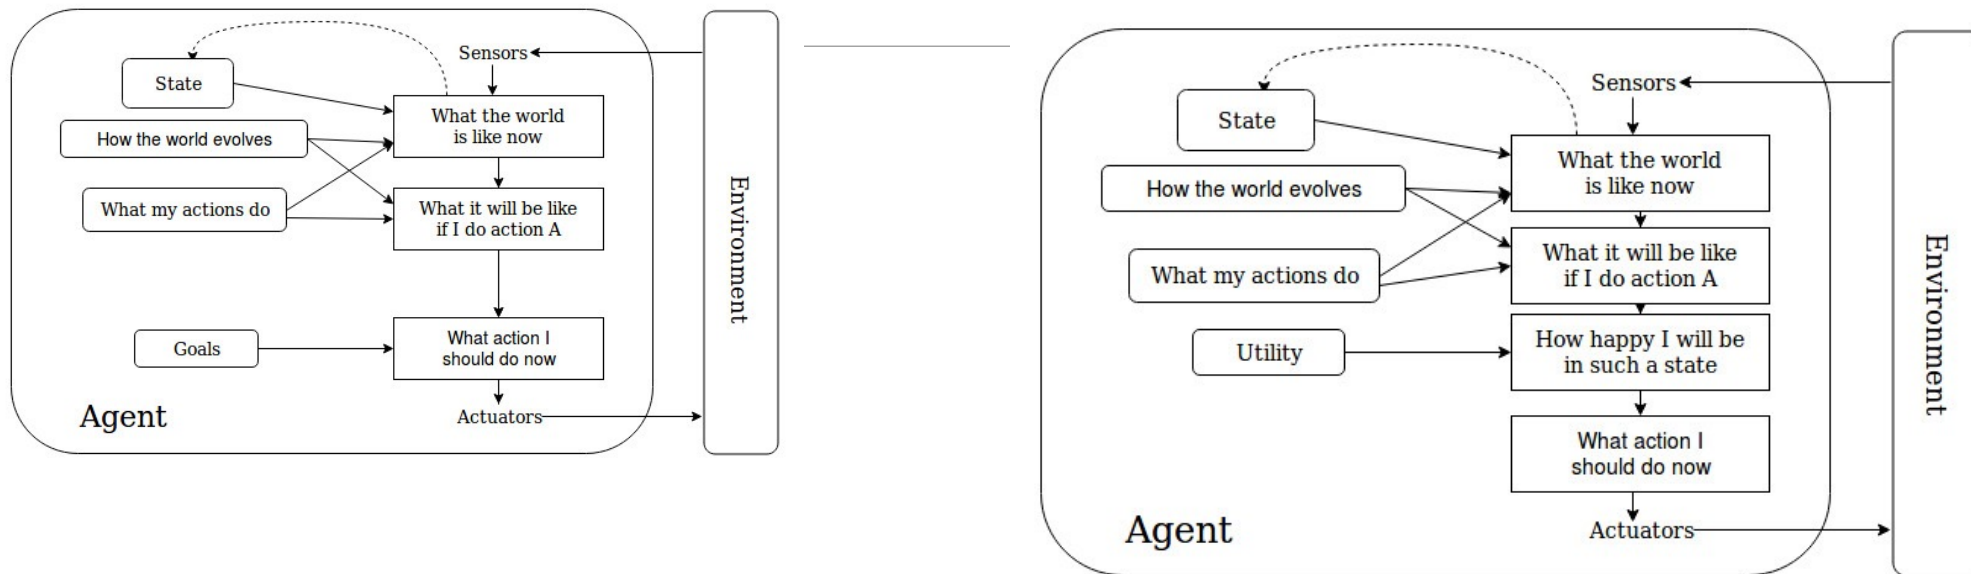 Sensors
State
What the world
is like now
How the world evolves
What my actions do
What it will be like
if I do action A
Goals
What action I
should do now
Agent
Actuators
Environment
Sensors
State
What the world
is like now
How the world evolves
What my actions do
What it will be like
if I do action A
Utility
How happy I will be
in such a state
What action I
should do now
Agent
Actuators
Environment